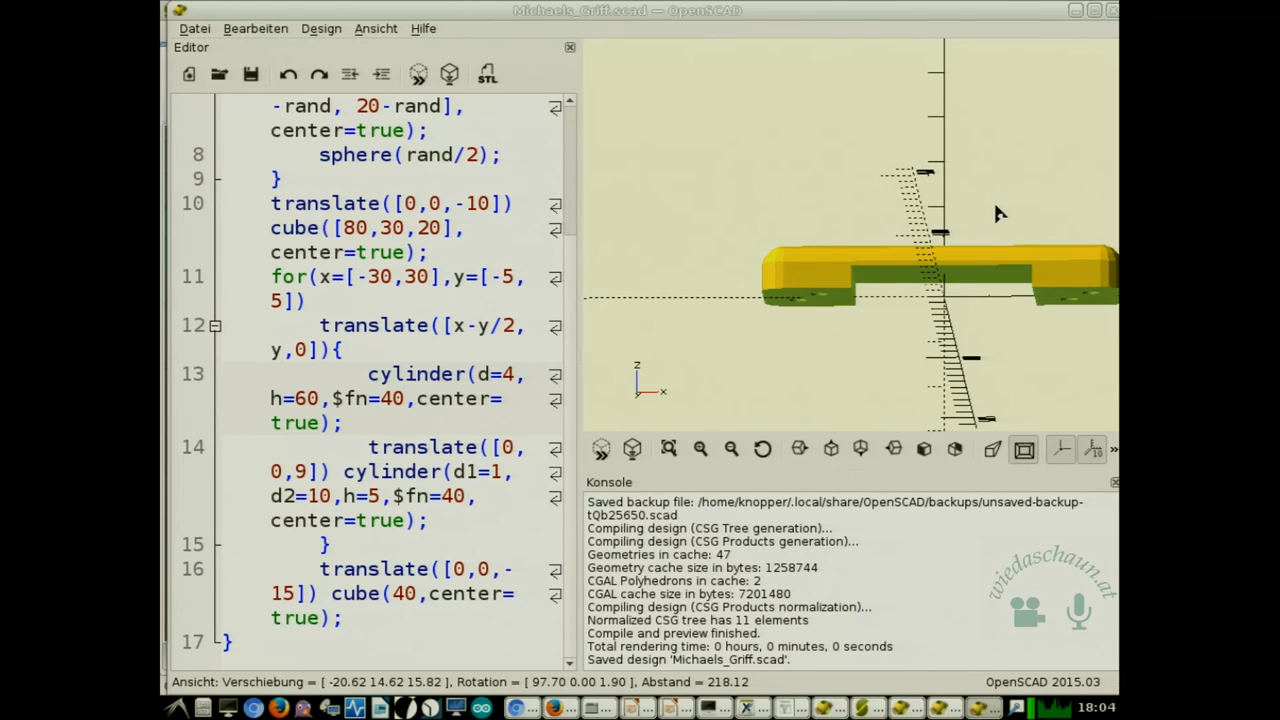 Michaels_Griff.scad — OpenSCAD
Datei Bearbeiten Design Ansicht Hilfe
Editor
STL
-rand, 20-rand],
center=true);
8 sphere(rand/2);
9 }
10 translate([0,0,-10])
cube([80,30,20],
center=true);
11 for(x=[-30,30],y=[-5,
5])
12 translate([x-y/2,
y,0]){
13 cylinder(d=4,
h=60,$fn=40,center=
true);
14 translate([0,
0,9]) cylinder(d1=1,
d2=10,h=5,$fn=40,
center=true);
15 }
16 translate([0,0,-
15]) cube(40,center=
true);
17 }
z
x
10
Konsole
Saved backup file: /home/knopper/.local/share/OpenSCAD/backups/unsaved-backup-
tQb25650.scad
Compiling design (CSG Tree generation)...
Compiling design (CSG Products generation)...
Geometries in cache: 47
Geometry cache size in bytes: 1258744
CGAL Polyhedrons in cache: 2
CGAL cache size in bytes: 7201480
Compiling design (CSG Products normalization)...
Normalized CSG tree has 11 elements
Compile and preview finished.
Total rendering time: 0 hours, 0 minutes, 0 seconds
Saved design 'Michaels_Griff.scad'.
wiedaschaun.at
Ansicht: Verschiebung = [ -20.62 14.62 15.82 ], Rotation = [ 97.70 0.00 1.90 ], Abstand = 218.12
OpenSCAD 2015.03
18:04